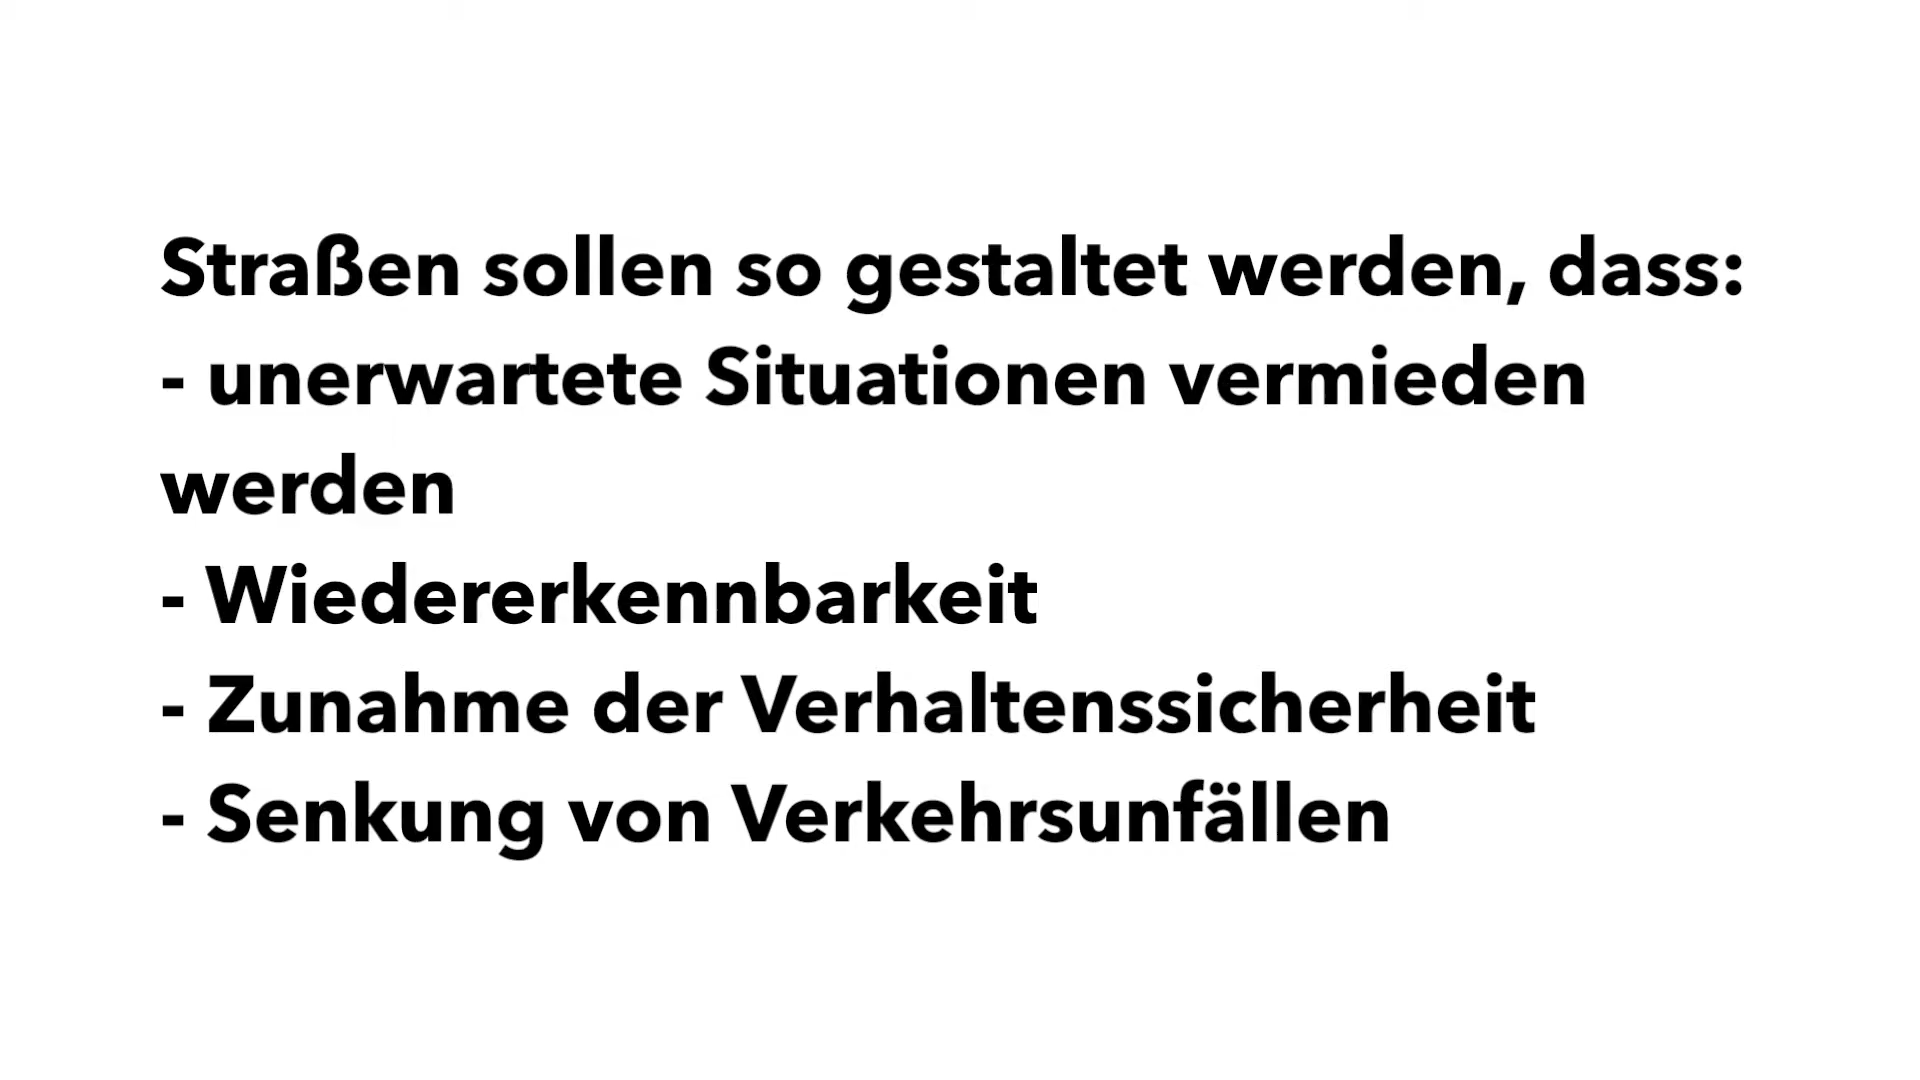 Straßen sollen so gestaltet werden, dass:
- unerwartete Situationen vermieden
werden
- Wiedererkennbarkeit
- Zunahme der Verhaltenssicherheit
- Senkung von Verkehrsunfällen